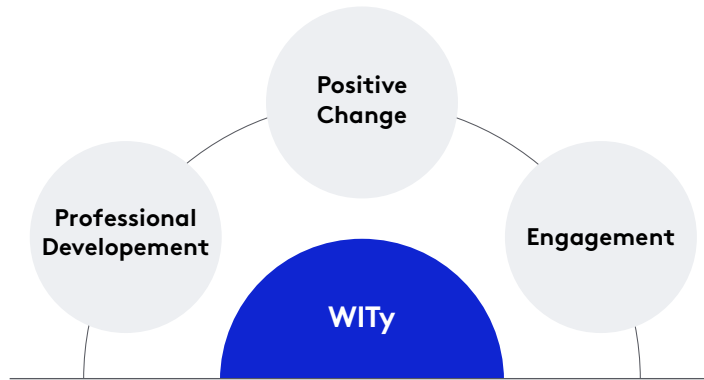 Positive
Change
Professional
Developement
Engagement
WITy